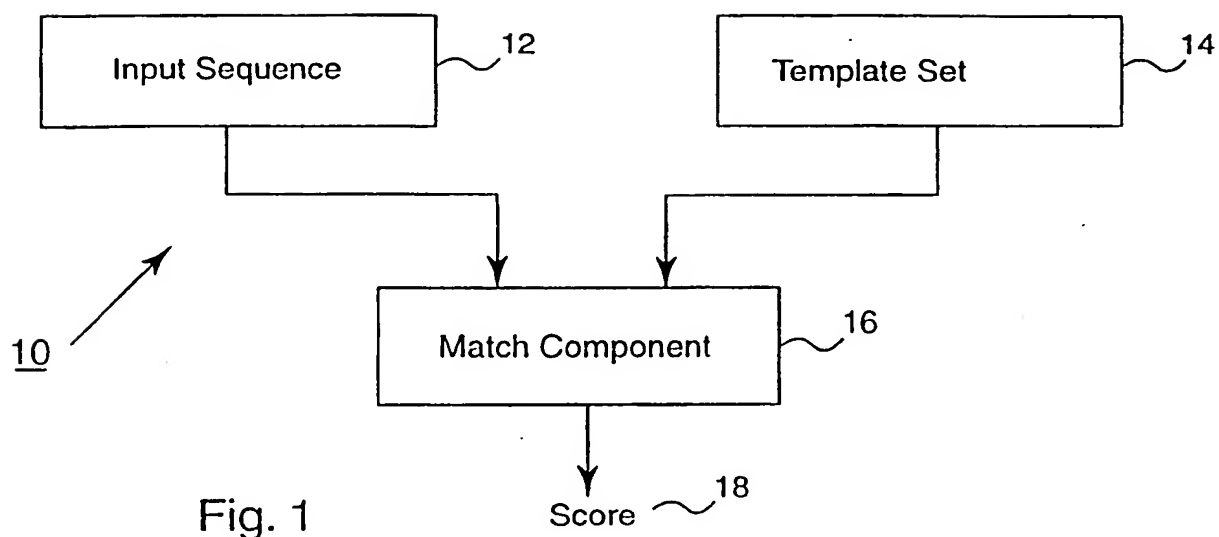 Input Sequence
12
Template Set
14
10
Match Component
16
Score
18
Fig. 1